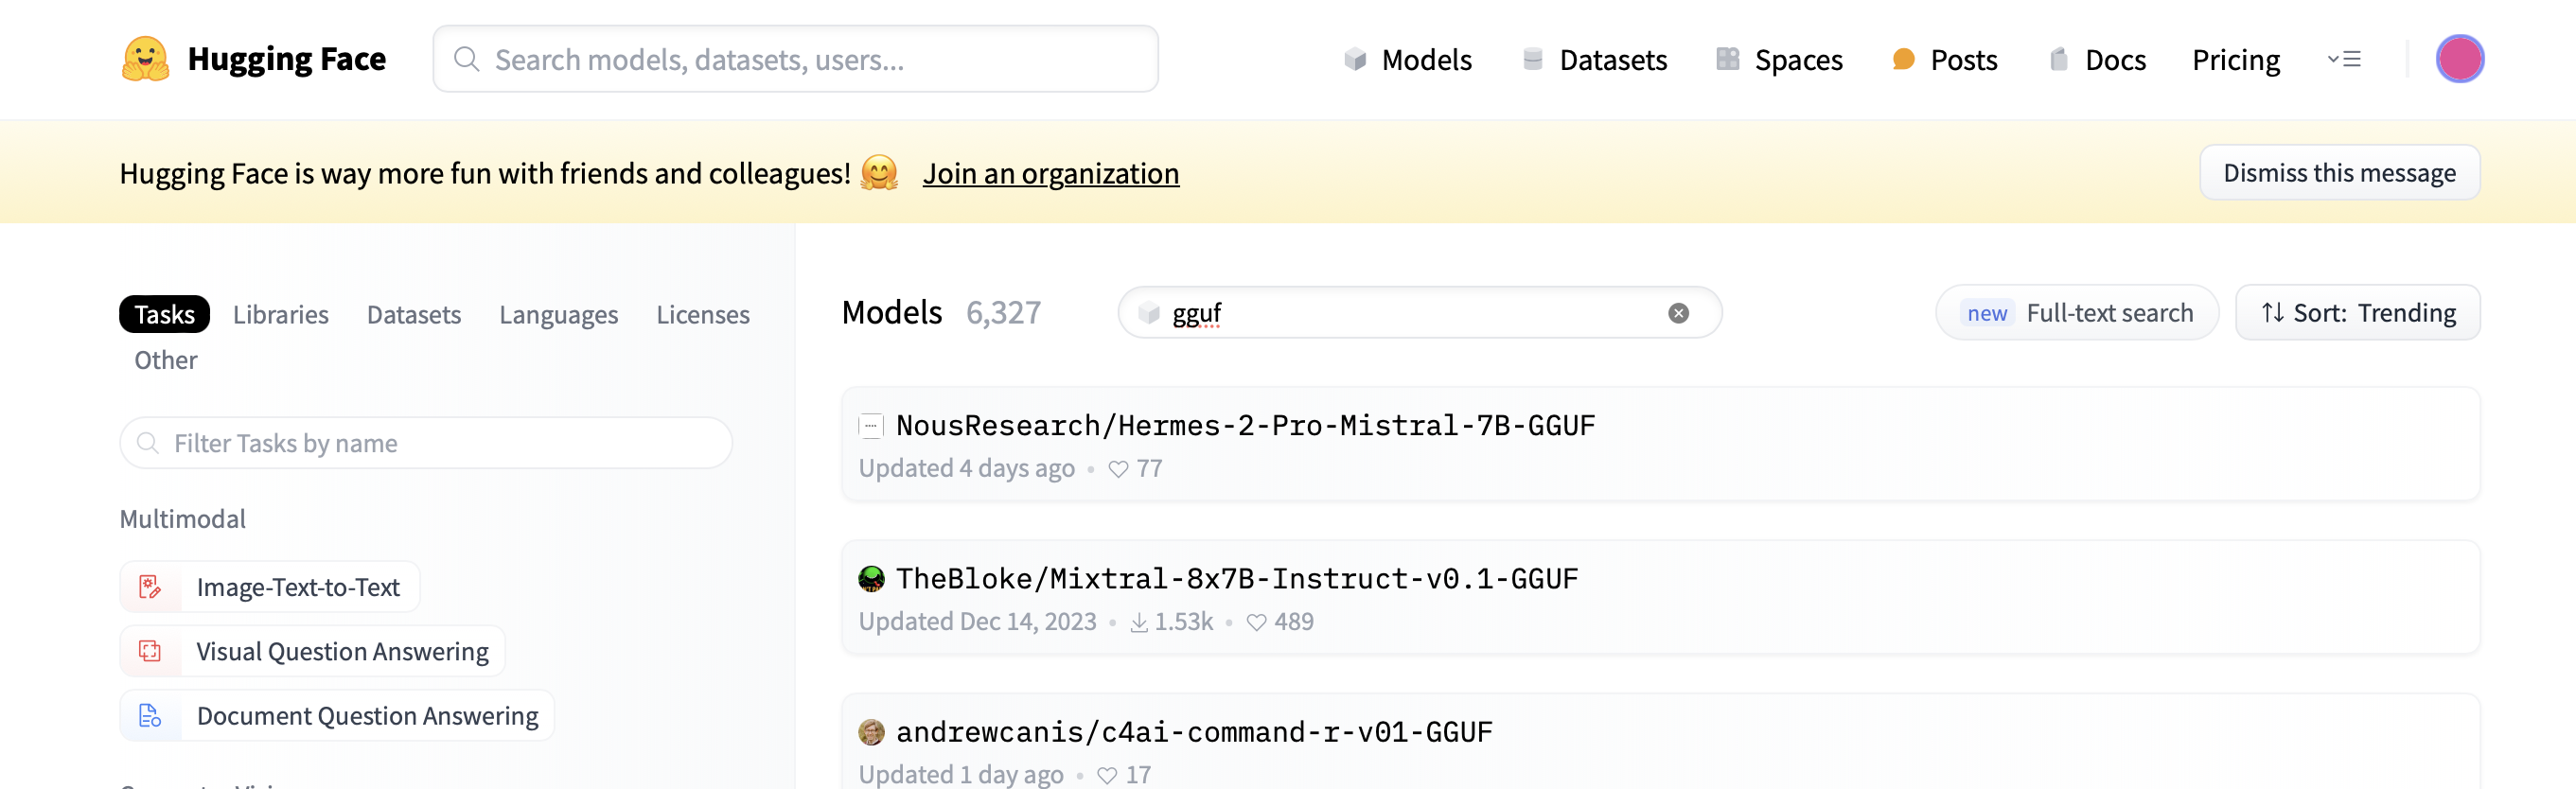 Hugging Face
Search models, datasets, users...
Models
Datasets
Spaces
Posts
Docs
Pricing
Hugging Face is way more fun with friends and colleagues! 🤗 Join an organization
Dismiss this message
Tasks
Libraries
Datasets
Languages
Licenses
Other
Filter Tasks by name
Multimodal
Image-Text-to-Text
Visual Question Answering
Document Question Answering
Models 6,327
gguf
new Full-text search
Sort: Trending
NousResearch/Hermes-2-Pro-Mistral-7B-GGUF
Updated 4 days ago • 77
TheBloke/Mixtral-8x7B-Instruct-v0.1-GGUF
Updated Dec 14, 2023 • 1.53k • 489
andrewcanis/c4ai-command-r-v01-GGUF
Updated 1 day ago • 17